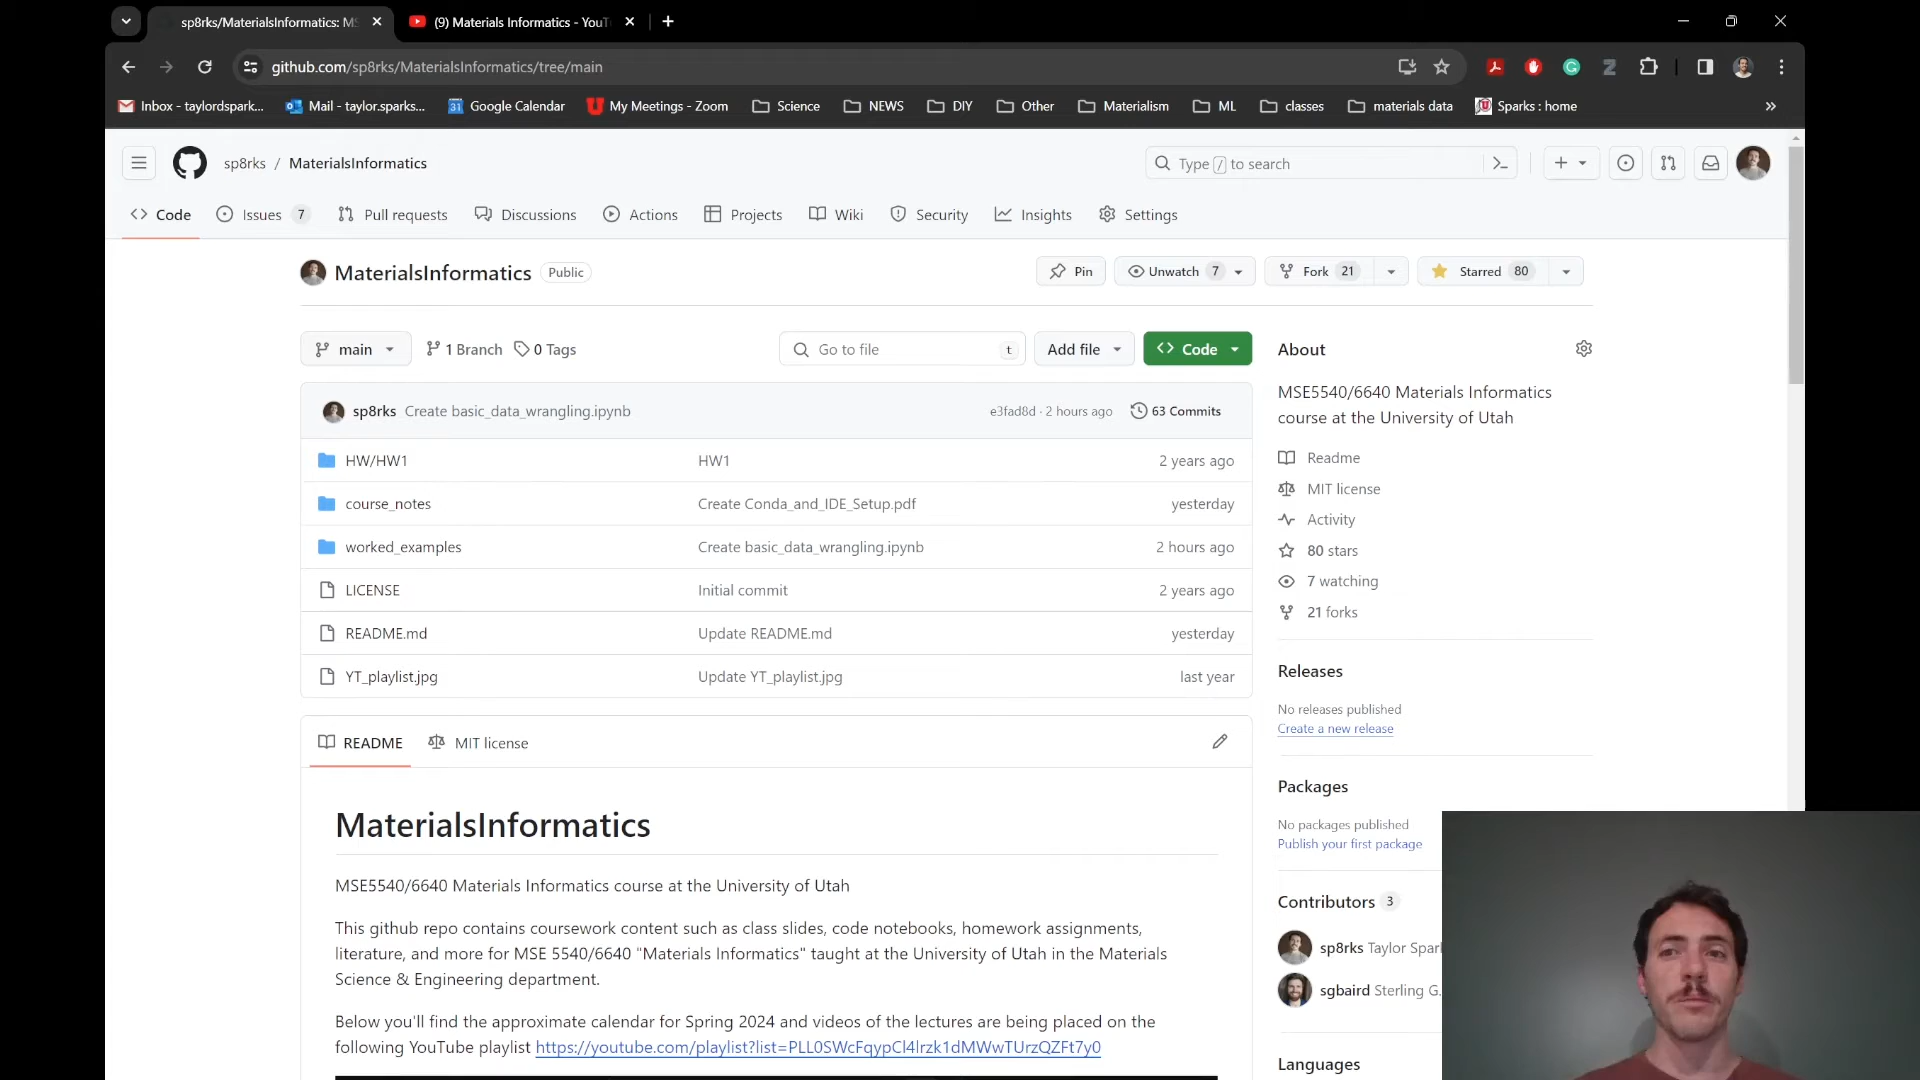 sp8rks/MaterialsInformatics: MS
(9) Materials Informatics - YouT
github.com/sp8rks/MaterialsInformatics/tree/main
Inbox - taylordspark...
Mail - taylor.sparks...
Google Calendar
My Meetings - Zoom
Science
NEWS
DIY
Other
Materialism
ML
classes
materials data
Sparks : home
sp8rks / MaterialsInformatics
Type / to search
Code
Issues 7
Pull requests
Discussions
Actions
Projects
Wiki
Security
Insights
Settings
MaterialsInformatics Public
Pin
Unwatch 7
Fork 21
Starred 80
main
1 Branch
0 Tags
Go to file t
Add file
Code
sp8rks Create basic_data_wrangling.ipynb e3fad8d · 2 hours ago 63 Commits
HW/HW1 HW1 2 years ago
course_notes Create Conda_and_IDE_Setup.pdf yesterday
worked_examples Create basic_data_wrangling.ipynb 2 hours ago
LICENSE Initial commit 2 years ago
README.md Update README.md yesterday
YT_playlist.jpg Update YT_playlist.jpg last year
README
MIT license
MaterialsInformatics
MSE5540/6640 Materials Informatics course at the University of Utah
This github repo contains coursework content such as class slides, code notebooks, homework assignments,
literature, and more for MSE 5540/6640 "Materials Informatics" taught at the University of Utah in the Materials
Science & Engineering department.
Below you'll find the approximate calendar for Spring 2024 and videos of the lectures are being placed on the
following YouTube playlist https://youtube.com/playlist?list=PLL0SWcFqypCl4lrzk1dMWwTUrzQZFt7y0
About
MSE5540/6640 Materials Informatics
course at the University of Utah
Readme
MIT license
Activity
80 stars
7 watching
21 forks
Releases
No releases published
Create a new release
Packages
No packages published
Publish your first package
Contributors 3
sp8rks Taylor Spar
sgbaird Sterling G.
Languages